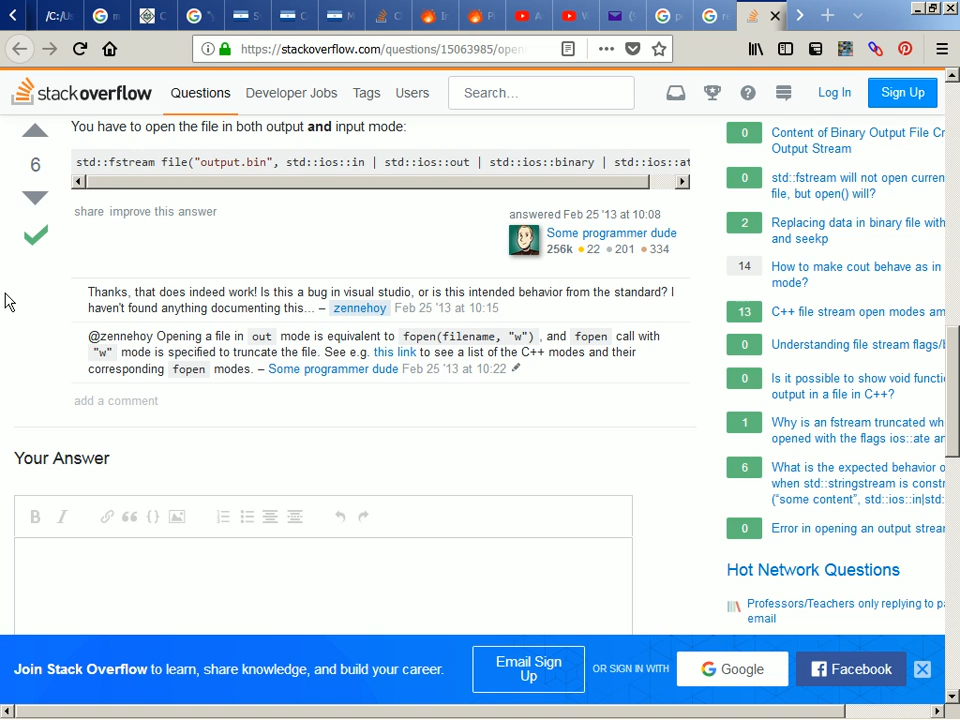 /C:/Us
https://stackoverflow.com/questions/15063985/open
stackoverflow
Questions
Developer Jobs
Tags
Users
Search...
Log In
Sign Up
You have to open the file in both output and input mode:
6
std::fstream file("output.bin", std::ios::in | std::ios::out | std::ios::binary | std::ios::at
share improve this answer
answered Feb 25 '13 at 10:08
Some programmer dude
256k 22 201 334
Thanks, that does indeed work! Is this a bug in visual studio, or is this intended behavior from the standard? I
haven't found anything documenting this... – zennehoy Feb 25 '13 at 10:15
@zennehoy Opening a file in out mode is equivalent to fopen(filename, "w") , and fopen call with
"w" mode is specified to truncate the file. See e.g. this link to see a list of the C++ modes and their
corresponding fopen modes. – Some programmer dude Feb 25 '13 at 10:22
add a comment
Your Answer
B I
0 Content of Binary Output File Cr
Output Stream
0 std::fstream will not open curren
file, but open() will?
2 Replacing data in binary file with
and seekp
14 How to make cout behave as in
mode?
13 C++ file stream open modes am
0 Understanding file stream flags/b
0 Is it possible to show void functi
output in a file in C++?
1 Why is an fstream truncated wh
opened with the flags ios::ate an
6 What is the expected behavior o
when std::stringstream is constr
("some content", std::ios::in|std:
0 Error in opening an output strear
Hot Network Questions
Professors/Teachers only replying to pa
email
Join Stack Overflow to learn, share knowledge, and build your career.
Email Sign
Up
OR SIGN IN WITH
Google
Facebook